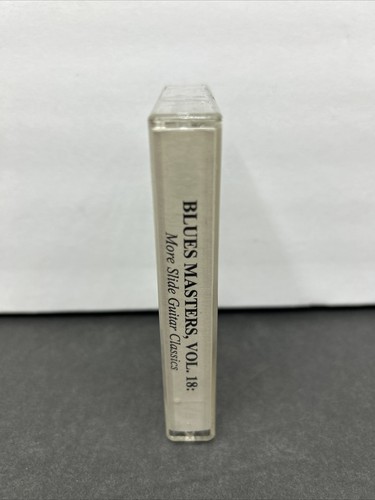 BLUES MASTERS, VOL. 18:
More Slide Guitar Classics